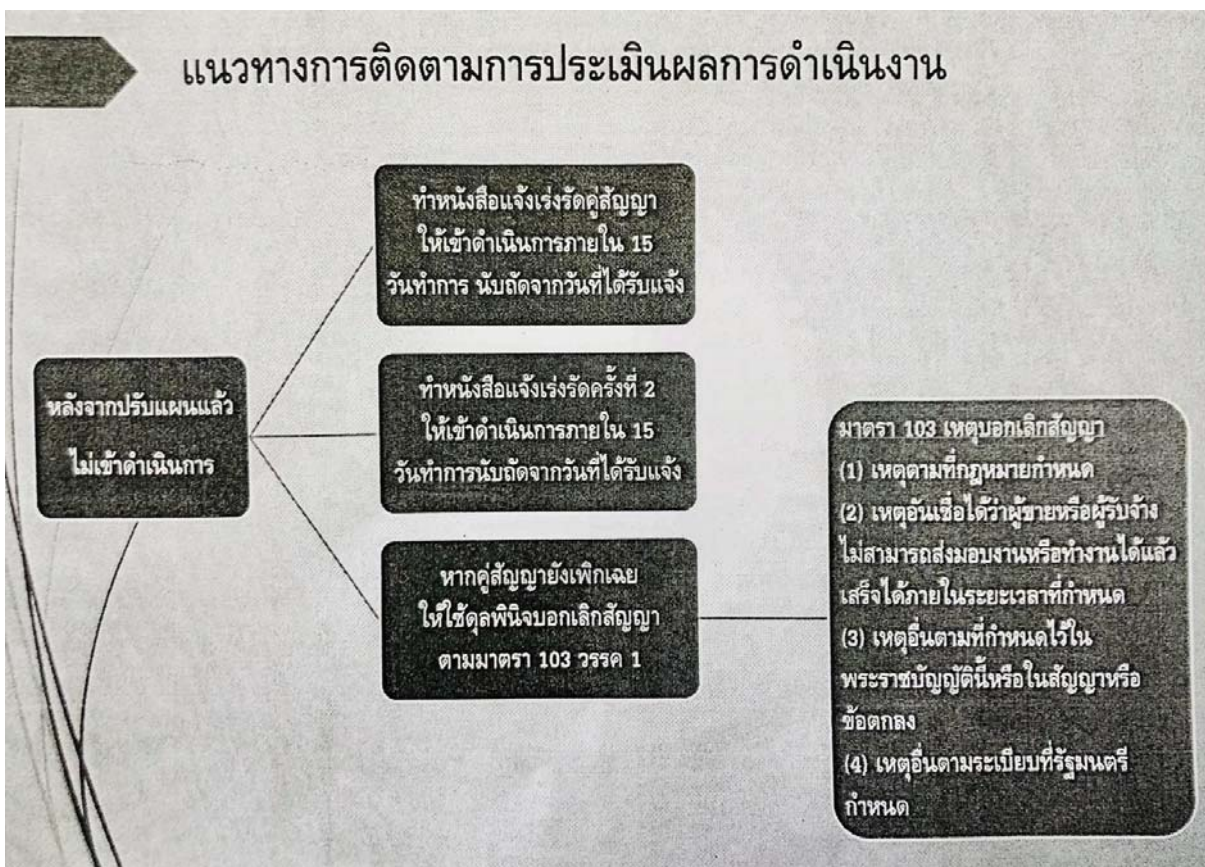 แนวทางการติดตามการประเมินผลการดำเนินงาน
ทำหนังสือแจ้งเร่งรัดคู่สัญญา
ให้เข้าดำเนินการภายใน 15
วันทำการ นับถัดจากวันที่ได้รับแจ้ง
หลังจากปรับแผนแล้ว
ไม่เข้าดำเนินการ
ทำหนังสือแจ้งเร่งรัดครั้งที่ 2
ให้เข้าดำเนินการภายใน 15
วันทำการนับถัดจากวันที่ได้รับแจ้ง
หากคู่สัญญายังเพิกเฉย
ให้ใช้ดุลพินิจบอกเลิกสัญญา
ตามมาตรา 103 วรรค 1
มาตรา 103 เหตุบอกเลิกสัญญา
(1) เหตุตามที่กฎหมายกำหนด
(2) เหตุอันเชื่อได้ว่าผู้ขายหรือผู้รับจ้าง
ไม่สามารถส่งมอบงานหรือทำงานได้แล้ว
เสร็จได้ภายในระยะเวลาที่กำหนด
(3) เหตุอื่นตามที่กำหนดไว้ใน
พระราชบัญญัตินี้หรือในสัญญาหรือ
ข้อตกลง
(4) เหตุอื่นตามระเบียบที่รัฐมนตรี
กำหนด